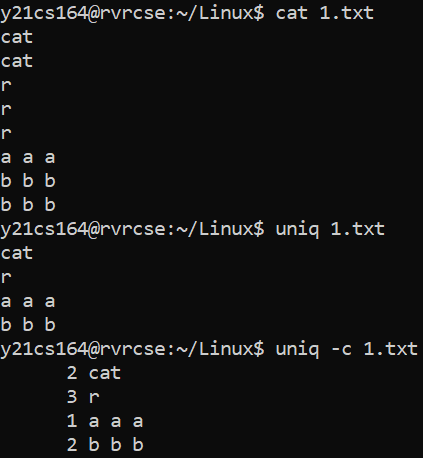 y21cs164@rvrcse:~/Linux$ cat 1.txt
cat
cat
r
r
r
a a a
b b b
b b b
y21cs164@rvrcse:~/Linux$ uniq 1.txt
cat
r
a a a
b b b
y21cs164@rvrcse:~/Linux$ uniq -c 1.txt
      2 cat
      3 r
      1 a a a
      2 b b b